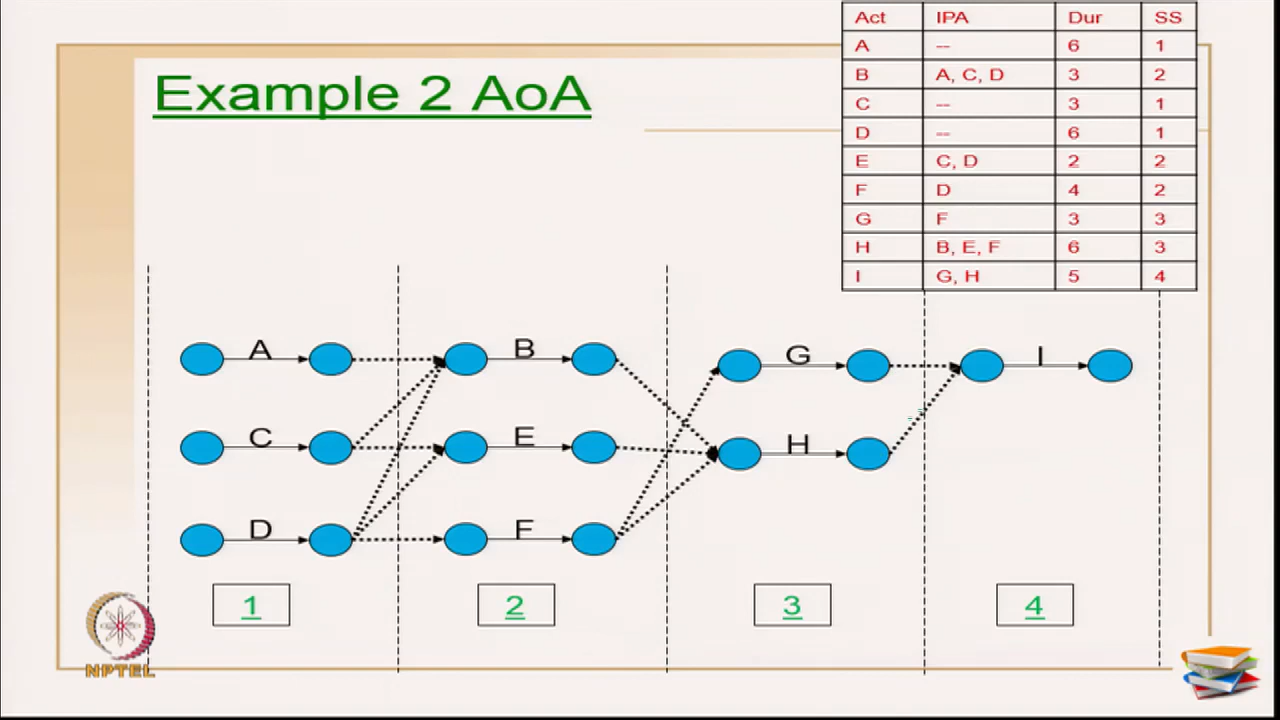 Act IPA Dur SS
A -- 6 1
B A, C, D 3 2
C -- 3 1
D -- 6 1
E C, D 2 2
F D 4 2
G F 3 3
H B, E, F 6 3
I G, H 5 4
Example 2 AoA
A B G I
C E H
D F
1 2 3 4
NPTEL